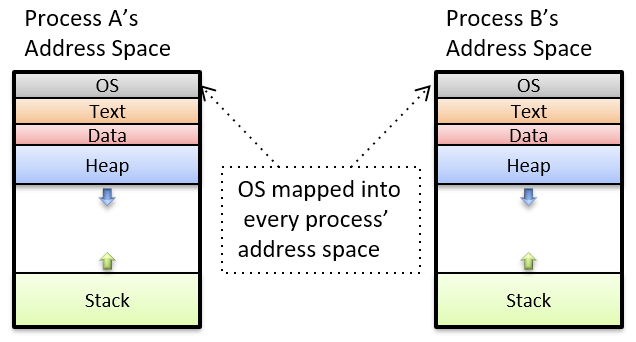 Process A's
Address Space
OS
Text
Data
Heap
Stack
OS mapped into
every process'
address space
Process B's
Address Space
OS
Text
Data
Heap
Stack